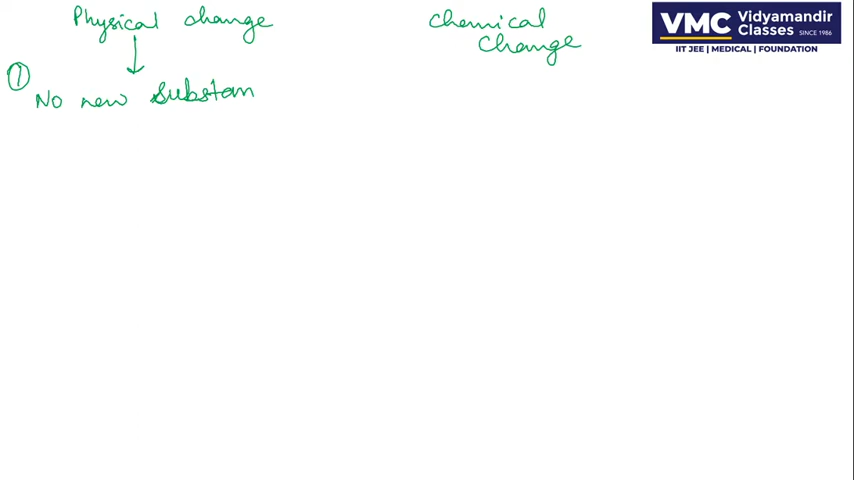 Physical change
Chemical
change
VMC Vidyamandir
Classes SINCE 1986
IIT JEE | MEDICAL | FOUNDATION
①
No new substan